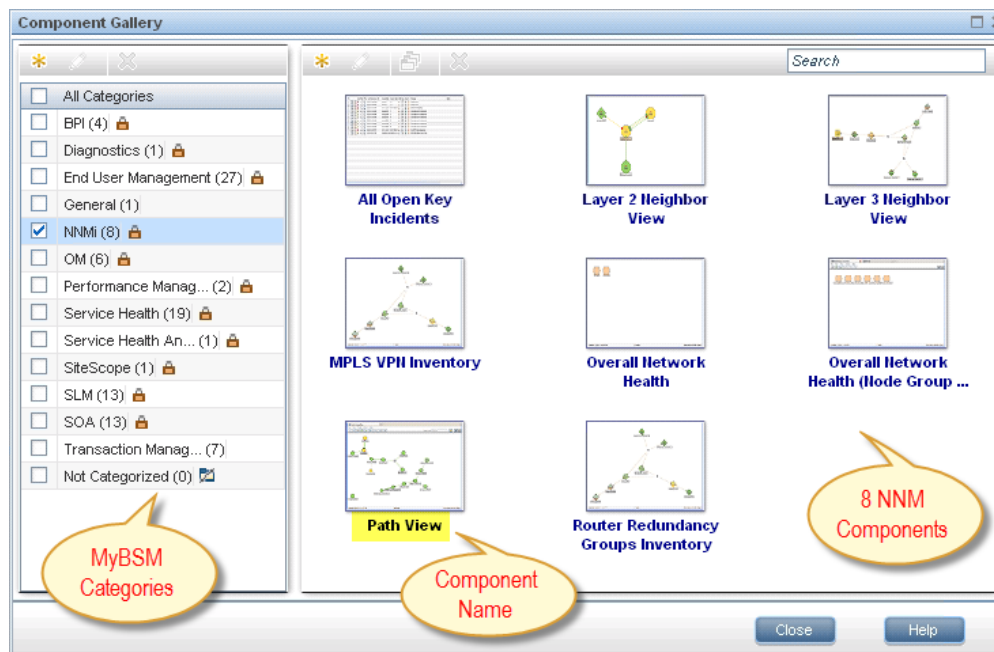 Component Gallery
Search
All Categories
BPI (4)
Diagnostics (1)
End User Management (27)
General (1)
NNMi (8)
OM (6)
Performance Manag... (2)
Service Health (19)
Service Health An... (1)
SiteScope (1)
SLM (13)
SOA (13)
Transaction Manag... (7)
Not Categorized (0)
MyBSM
Categories
All Open Key
Incidents
Layer 2 Neighbor
View
Layer 3 Neighbor
View
MPLS VPN Inventory
Overall Network
Health
Overall Network
Health (Node Group ...
Path View
Router Redundancy
Groups Inventory
8 NNM
Components
Component
Name
Close
Help